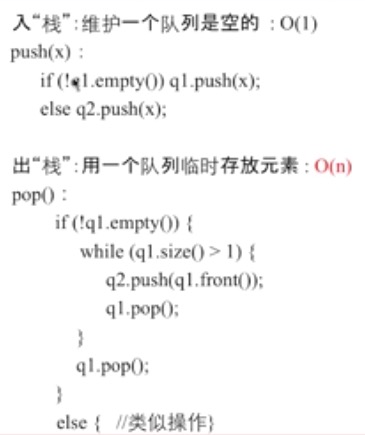 入“栈”:维护一个队列是空的 : O(1)
push(x) :
if (!q1.empty()) q1.push(x);
else q2.push(x);
出“栈”:用一个队列临时存放元素 : O(n)
pop() :
if (!q1.empty() {
while (q1.size() > 1) {
q2.push(q1.front());
q1.pop();
}
q1.pop();
}
else { //类似操作}